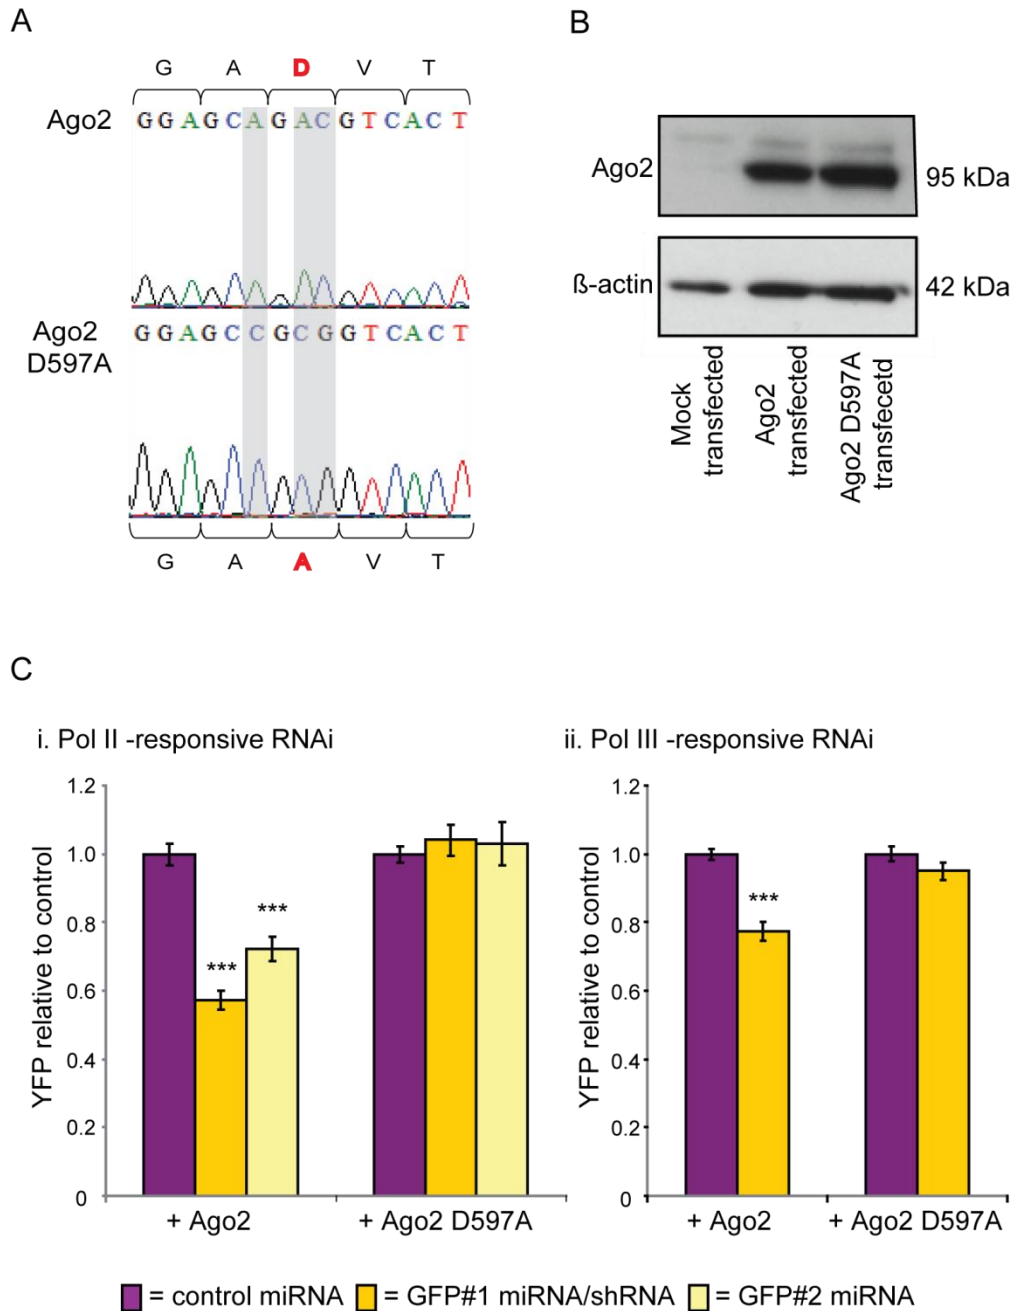 A
G A D V T
Ago2
GGAGCAGACGTCACT
Ago2
D597A
GGAGCCGCGGTCACT
G A A V T
B
Ago2
95 kDa
ß-actin
42 kDa
Mock
transfected
Ago2
transfected
Ago2 D597A
transfecetd
C
i. Pol II -responsive RNAi
YFP relative to control
1.2
1.0
0.8
0.6
0.4
0.2
0
***
***
+ Ago2
+ Ago2 D597A
ii. Pol III -responsive RNAi
YFP relative to control
1.2
1.0
0.8
0.6
0.4
0.2
0
***
+ Ago2
+ Ago2 D597A
= control miRNA = GFP#1 miRNA/shRNA = GFP#2 miRNA